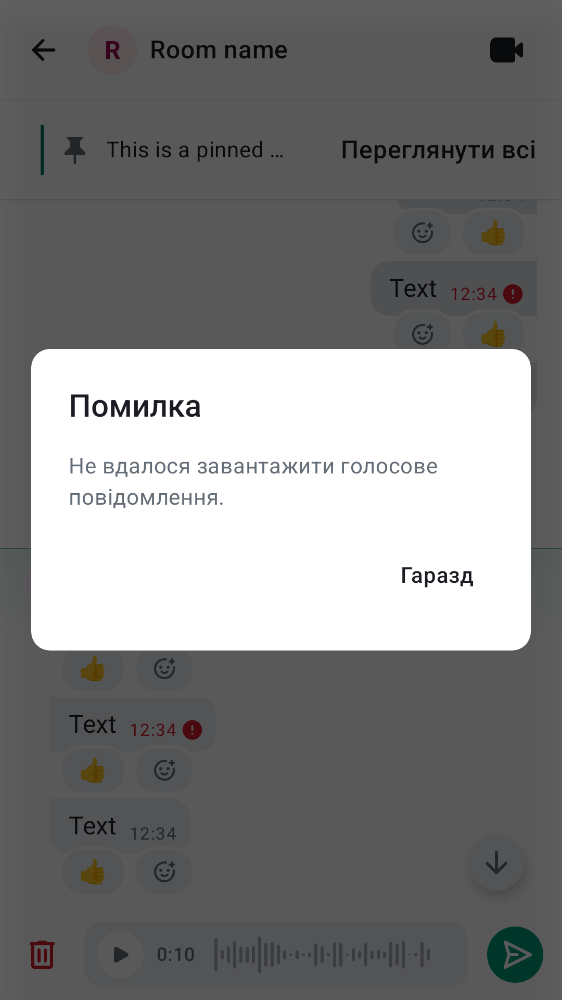 R Room name
This is a pinned … Переглянути всі
Text 12:34
Помилка
Не вдалося завантажити голосове
повідомлення.
Гаразд
Text 12:34
Text 12:34
0:10